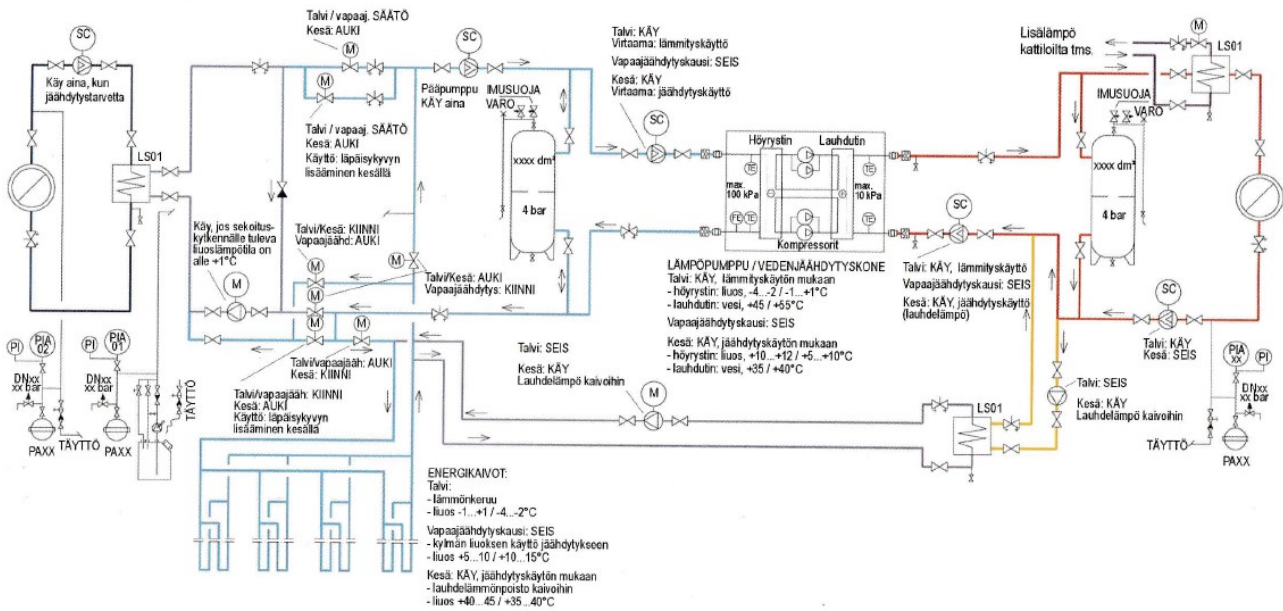 SC
Käy aina, kun
jäähdytystarvetta
LS01
Talvi / vapaaj. SÄÄTÖ
Kesä: AUKI
M
M
Talvi / vapaaj. SÄÄTÖ
Kesä: AUKI
Käyttö: läpäisykyvyn
lisääminen kesällä
SC
Pääpumppu
KÄY aina
IMUSUOJA
VARO
xxxx dm³
4 bar
Talvi: KÄY
Virtaama: lämmityskäyttö
Vapaajäähdytyskausi: SEIS
Kesä: KÄY
Virtaama: jäähdytyskäyttö
SC
Höyrystin
Lauhdutin
TE
TE
max.
100 kPa
max.
10 kPa
FE
TE
TE
Kompressorit
Lisälämpö
kattiloilta tms.
M
LS01
IMUSUOJA
VARO
xxxx dm³
4 bar
SC
Talvi: KÄY, lämmityskäyttö
Vapaajäähdytyskausi: SEIS
Kesä: KÄY, jäähdytyskäyttö
(lauhdelämpö)
SC
Talvi: KÄY
Kesä: SEIS
Käy, jos sekoitus-
kytkennälle tuleva
liuoslämpötila on
alle +1°C
M
Talvi/Kesä: KIINNI
Vapaajäähd: AUKI
M
M
M
M
M
Talvi/Kesä: AUKI
Vapaajäähdytys: KIINNI
Talvi/vapaajääh: AUKI
Kesä: KIINNI
Talvi/vapaajääh: KIINNI
Kesä: AUKI
Käyttö: läpäisykyvyn
lisääminen kesällä
LÄMPÖPUMPPU / VEDENJÄÄHDYTYSKONE
Talvi: KÄY, lämmityskäytön mukaan
- höyrystin: liuos, -4...-2 / -1...+1°C
- lauhdutin: vesi, +45 / +55°C
Vapaajäähdytyskausi: SEIS
Kesä: KÄY, jäähdytyskäytön mukaan
- höyrystin: liuos, +10...+12 / +5...+10°C
- lauhdutin: vesi, +35 / +40°C
Talvi: SEIS
Kesä: KÄY
Lauhdelämpö kaivoihin
M
LS01
Talvi: SEIS
Kesä: KÄY
Lauhdelämpö kaivoihin
PI
PIA
02
DNxx
xx bar
PAXX
TÄYTTÖ
PI
PIA
01
DNxx
xx bar
PAXX
TÄYTTÖ
PIA
xx
PI
DNxx
xx bar
TÄYTTÖ
PAXX
ENERGIKAIVOT:
Talvi:
- lämmönkeruu
- liuos -1...+1 / -4...-2°C
Vapaajäähdytyskausi: SEIS
- kylmän liuoksen käyttö jäähdytykseen
- liuos +5...10 / +10...15°C
Kesä: KÄY, jäähdytyskäytön mukaan
- lauhdelämmönpoisto kaivoihin
- liuos +40...45 / +35...40°C